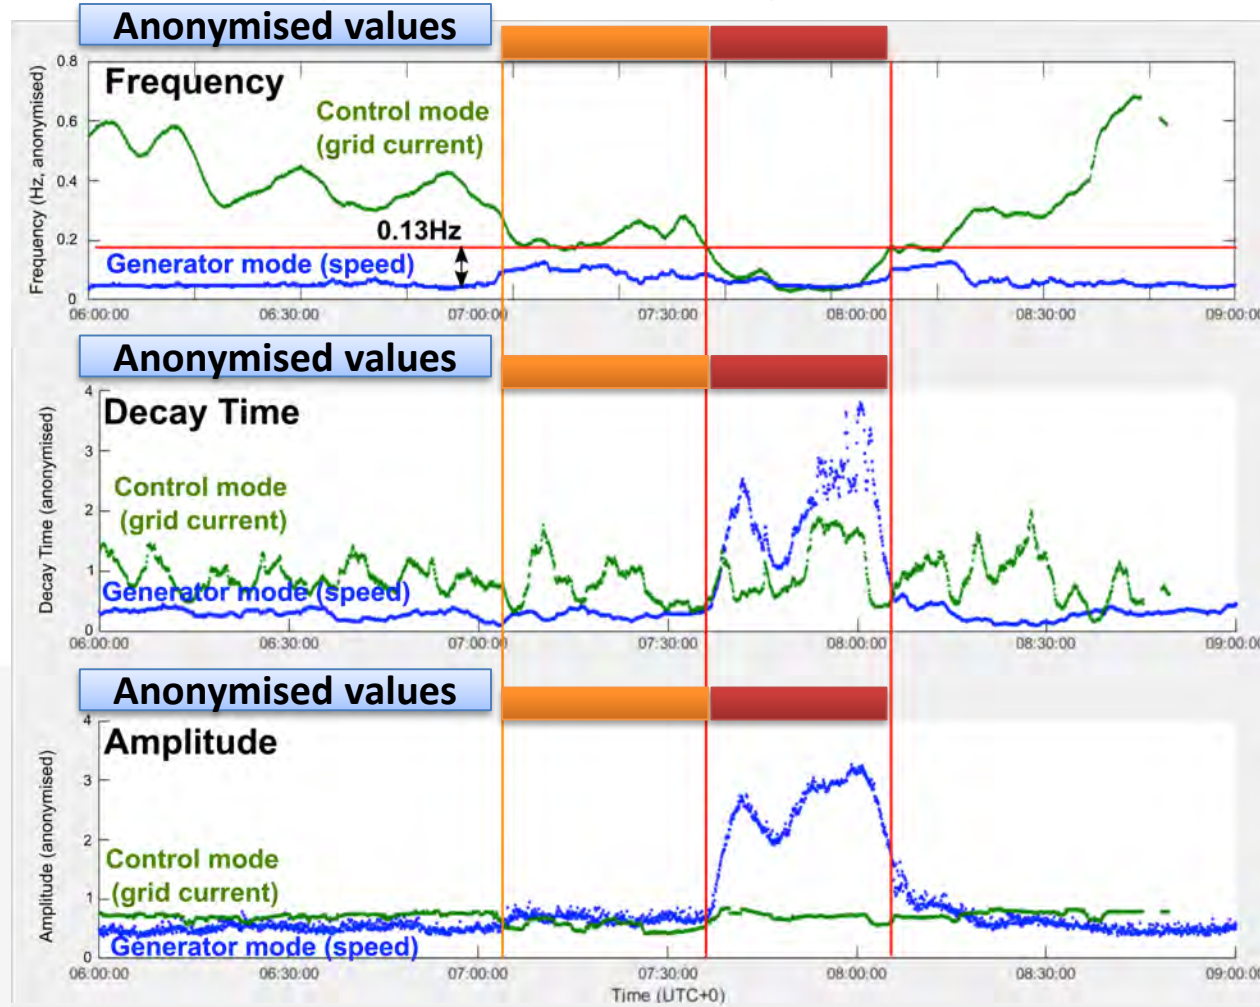 Anonymised values
Frequency
Control mode
(grid current)
0.13Hz
Generator mode (speed)
Frequency (Hz, anonymised)
0.8
0.6
0.4
0.2
0
06:00:00 06:30:00 07:00:00 07:30:00 08:00:00 08:30:00 09:00:00
Anonymised values
Decay Time
Control mode
(grid current)
Generator mode (speed)
Decay Time (anonymised)
4
3
2
1
0
06:00:00 06:30:00 07:00:00 07:30:00 08:00:00 08:30:00 09:00:00
Anonymised values
Amplitude
Control mode
(grid current)
Generator mode (speed)
Amplitude (anonymised)
4
3
2
1
0
06:00:00 06:30:00 07:00:00 07:30:00 08:00:00 08:30:00 09:00:00
Time (UTC+0)